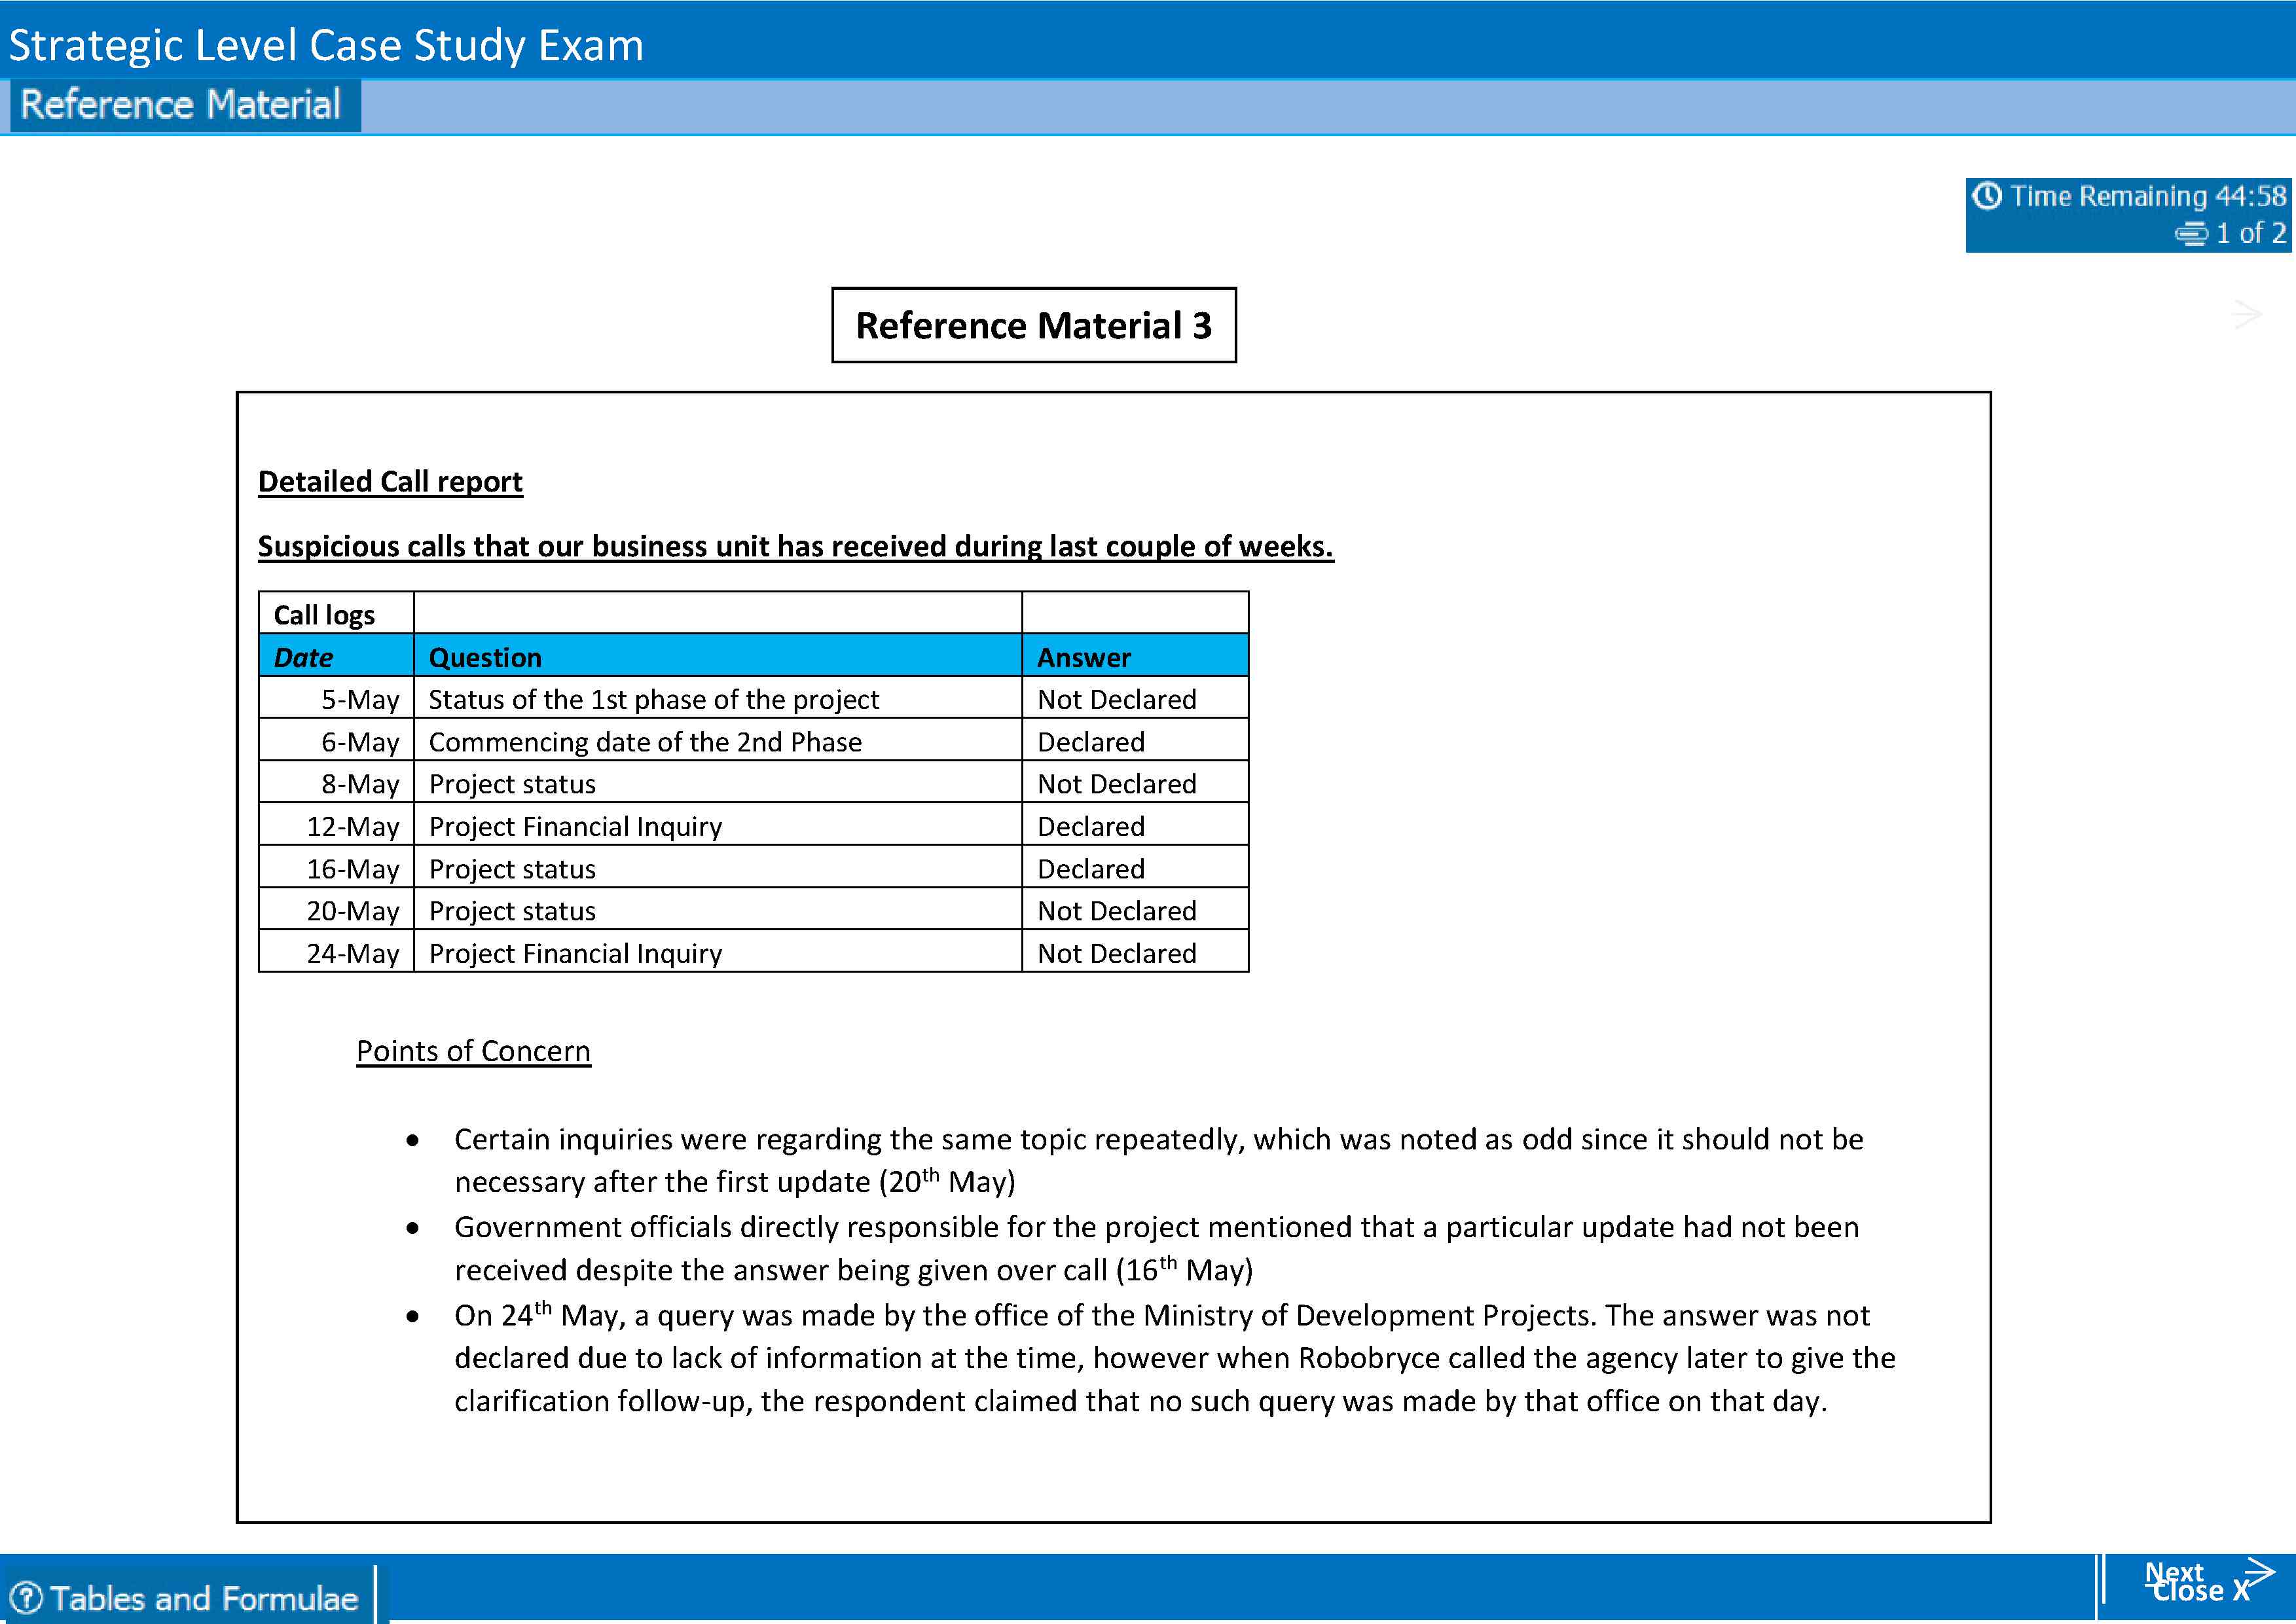 Strategic Level Case Study Exam
Reference Material
Time Remaining 44:58
1 of 2
Reference Material 3
Detailed Call report
Suspicious calls that our business unit has received during last couple of weeks.
Call logs
Date Question Answer
5-May Status of the 1st phase of the project Not Declared
6-May Commencing date of the 2nd Phase Declared
8-May Project status Not Declared
12-May Project Financial Inquiry Declared
16-May Project status Declared
20-May Project status Not Declared
24-May Project Financial Inquiry Not Declared
Points of Concern
• Certain inquiries were regarding the same topic repeatedly, which was noted as odd since it should not be
necessary after the first update (20th May)
• Government officials directly responsible for the project mentioned that a particular update had not been
received despite the answer being given over call (16th May)
• On 24th May, a query was made by the office of the Ministry of Development Projects. The answer was not
declared due to lack of information at the time, however when Robobryce called the agency later to give the
clarification follow-up, the respondent claimed that no such query was made by that office on that day.
Tables and Formulae
Next
Close X